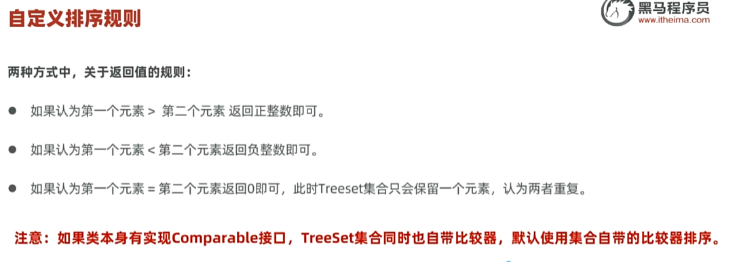 自定义排序规则
黑马程序员
www.itheima.com
两种方式中，关于返回值的规则：
● 如果认为第一个元素 > 第二个元素 返回正整数即可。
● 如果认为第一个元素 < 第二个元素返回负整数即可。
● 如果认为第一个元素 = 第二个元素返回0即可，此时Treeset集合只会保留一个元素，认为两者重复。
注意：如果类本身有实现Comparable接口，TreeSet集合同时也自带比较器，默认使用集合自带的比较器排序。